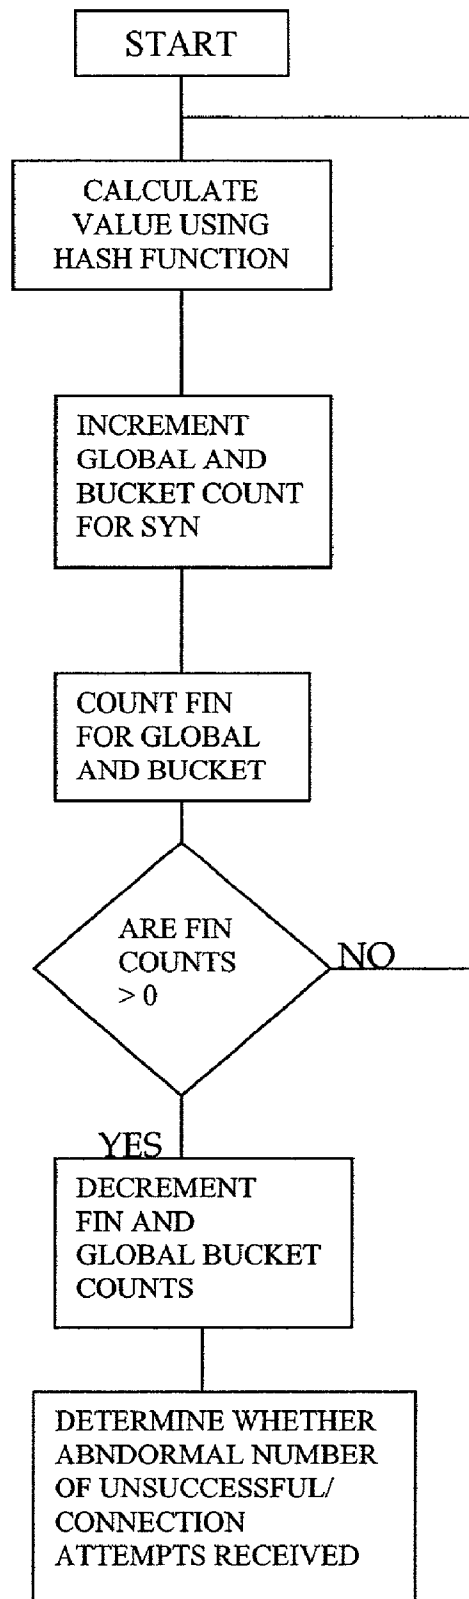 START
CALCULATE
VALUE USING
HASH FUNCTION
INCREMENT
GLOBAL AND
BUCKET COUNT
FOR SYN
COUNT FIN
FOR GLOBAL
AND BUCKET
ARE FIN
COUNTS
> 0
NO
YES
DECREMENT
FIN AND
GLOBAL BUCKET
COUNTS
DETERMINE WHETHER
ABNDORMAL NUMBER
OF UNSUCCESSFUL/
CONNECTION
ATTEMPTS RECEIVED